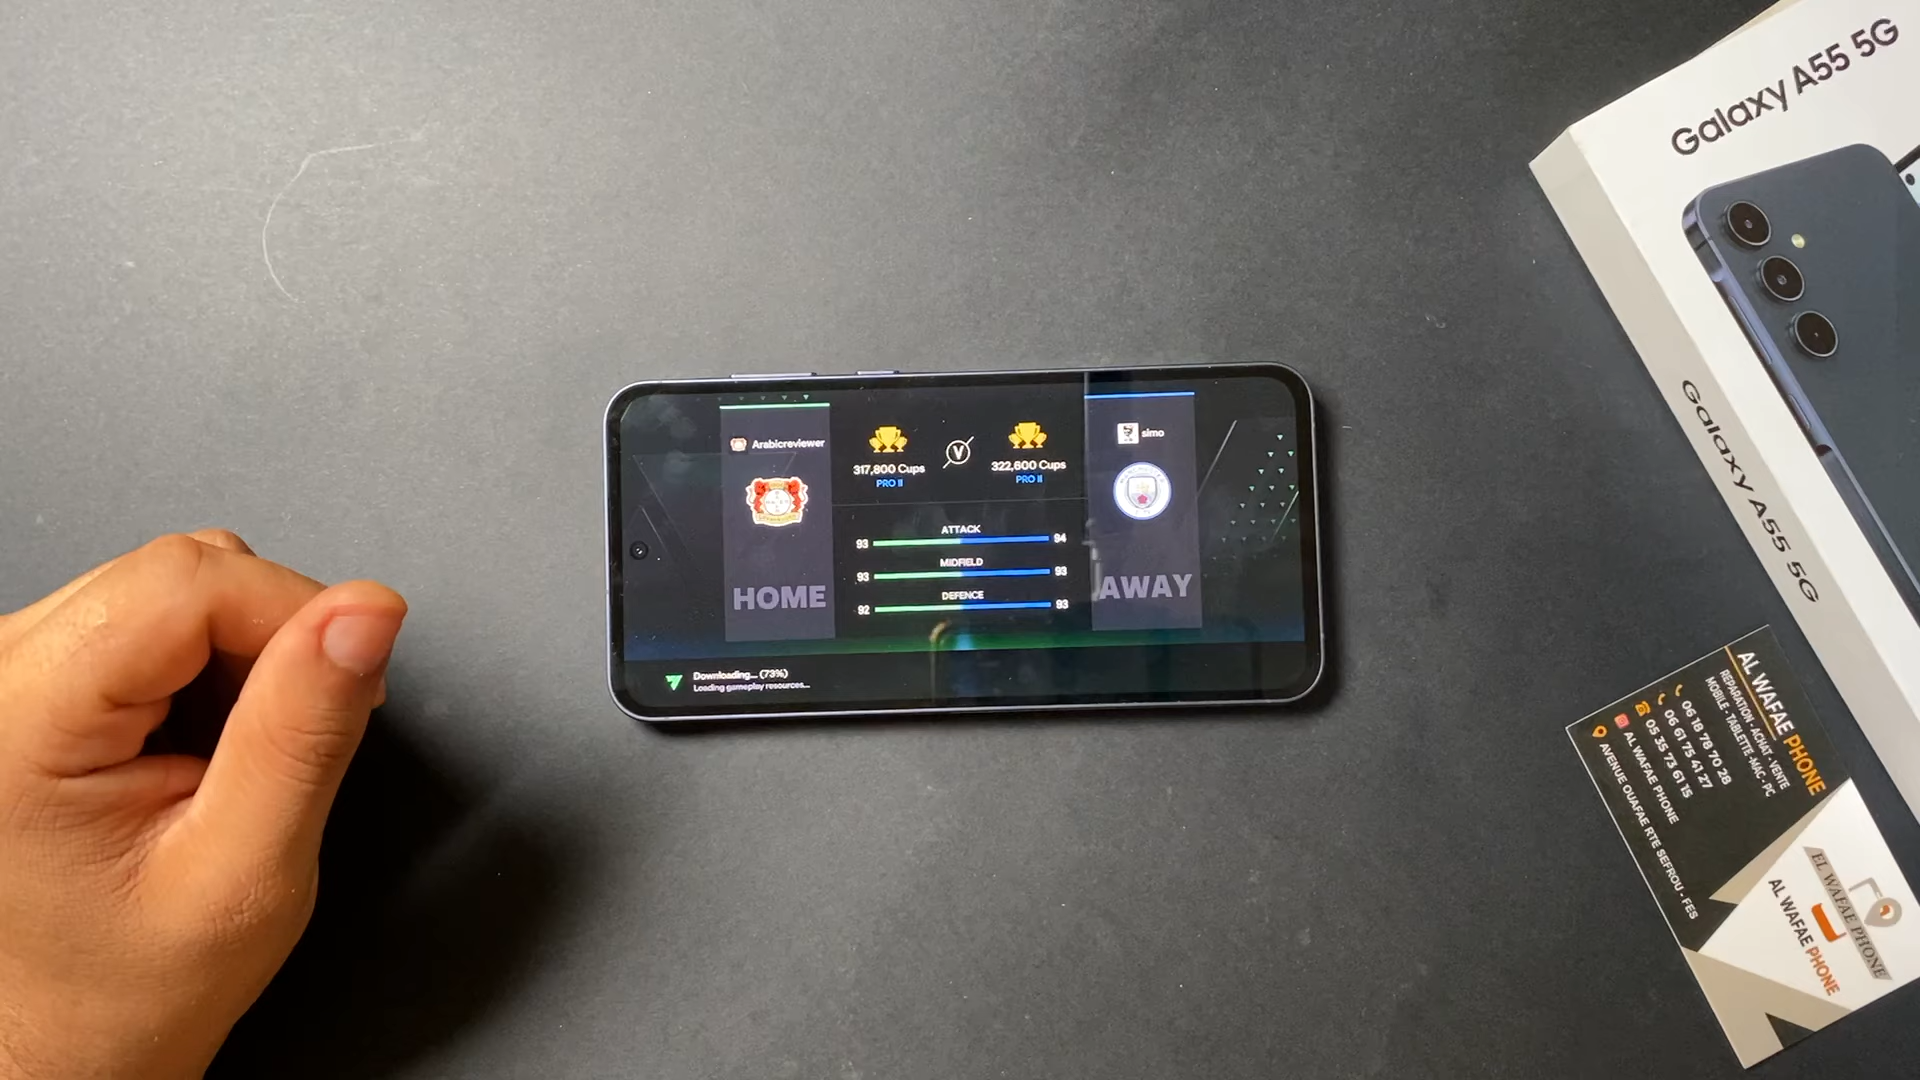 Galaxy A55 5G
Galaxy A55 5G
Arabicreviewer
317,800 Cups
PRO II
V
322,600 Cups
PRO II
simo
ATTACK
93
94
MIDFIELD
93
93
DEFENCE
92
93
HOME
AWAY
Downloading... (73%)
Loading gameplay resources...
AL WAFAE PHONE
REPARATION - ACHAT - VENTE
MOBILE - TABLETTE - MAC - PC
06 18 78 70 28
06 61 75 41 27
05 35 73 61 15
AL WAFAE PHONE
AVENUE OUAFAE RTE SEFROU - FES
EL WAFAE PHONE
AL WAFAE PHONE